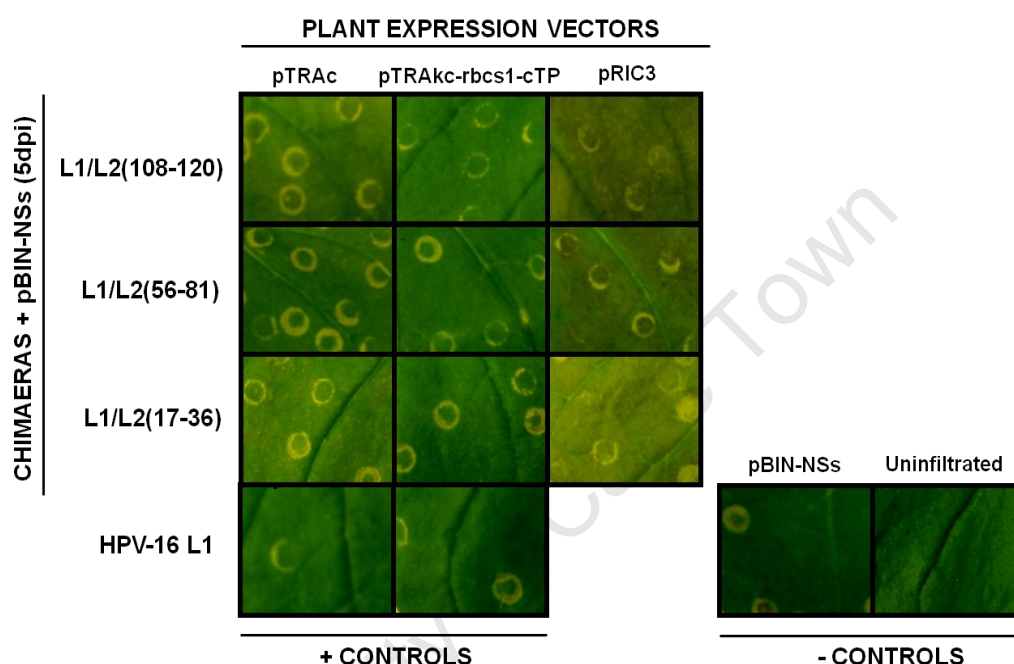 PLANT EXPRESSION VECTORS
pTRAc pTRAkc-rbcs1-cTP pRIC3
CHIMAERAS + pBIN-NSs (5dpi)
L1/L2(108-120)
L1/L2(56-81)
L1/L2(17-36)
pBIN-NSs Uninfiltrated
HPV-16 L1
+ CONTROLS
- CONTROLS
Town